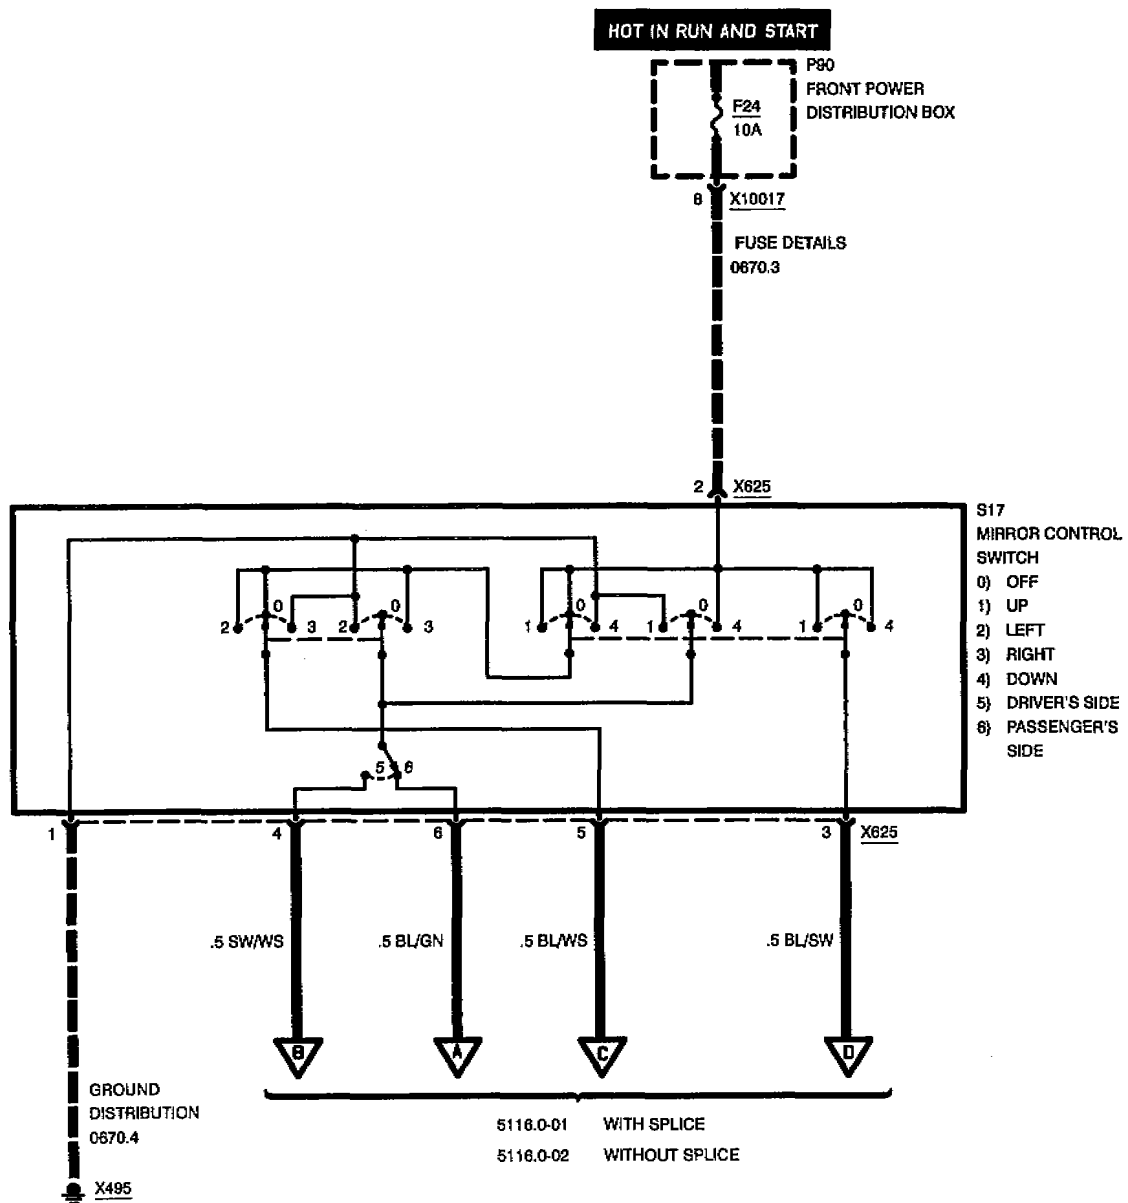 HOT IN RUN AND START
P90
FRONT POWER
DISTRIBUTION BOX
F24
10A
8 X10017
FUSE DETAILS
0670.3
2 X625
S17
MIRROR CONTROL
SWITCH
0) OFF
1) UP
2) LEFT
3) RIGHT
4) DOWN
5) DRIVER'S SIDE
6) PASSENGER'S
SIDE
2 0 3 2 0 3 1 0 4 1 0 4 1 0 4
5 6
1 4 6 5 3 X625
.5 SW/WS .5 BL/GN .5 BL/WS .5 BL/SW
B A C D
GROUND
DISTRIBUTION
0670.4
X495
5116.0-01 WITH SPLICE
5116.0-02 WITHOUT SPLICE